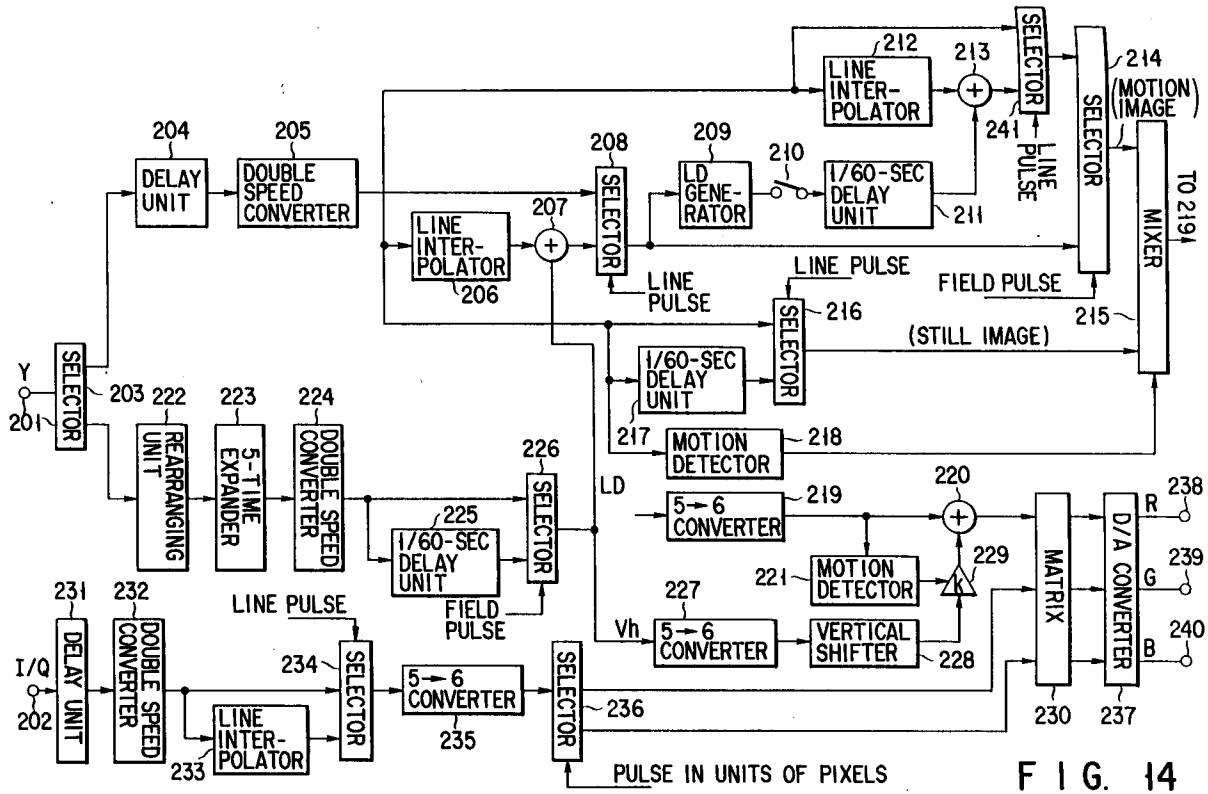 212
LINE
INTER-
POLATOR
213
SELECTOR
241
LINE
PULSE
SELECTOR
214
(MOTION
IMAGE)
MIXER
215
TO 219
204
DELAY
UNIT
205
DOUBLE
SPEED
CONVERTER
208
SELECTOR
LINE
PULSE
209
LD
GENE-
RATOR
210
1/60-SEC
DELAY
UNIT
211
LINE
INTER-
POLATOR
206
207
FIELD PULSE
LINE PULSE
SELECTOR
216
(STILL IMAGE)
1/60-SEC
DELAY
UNIT
217
MOTION
DETECTOR
218
Y
201
SELECTOR
203
222
REARRANGING
UNIT
223
5-TIME
EXPANDER
224
DOUBLE SPEED
CONVERTER
225
1/60-SEC
DELAY
UNIT
226
SELECTOR
FIELD
PULSE
LD
5→6
CONVERTER
219
220
MOTION
DETECTOR
221
K
229
Vh
227
5→6
CONVERTER
VERTICAL
SHIFTER
228
MATRIX
230
D/A CONVERTER
237
R
238
G
239
B
240
I/Q
202
231
DELAY UNIT
232
DOUBLE SPEED
CONVERTER
LINE PULSE
LINE
INTER-
POLATOR
233
234
SELECTOR
5→6
CONVERTER
235
SELECTOR
236
PULSE IN UNITS OF PIXELS
FIG. 14